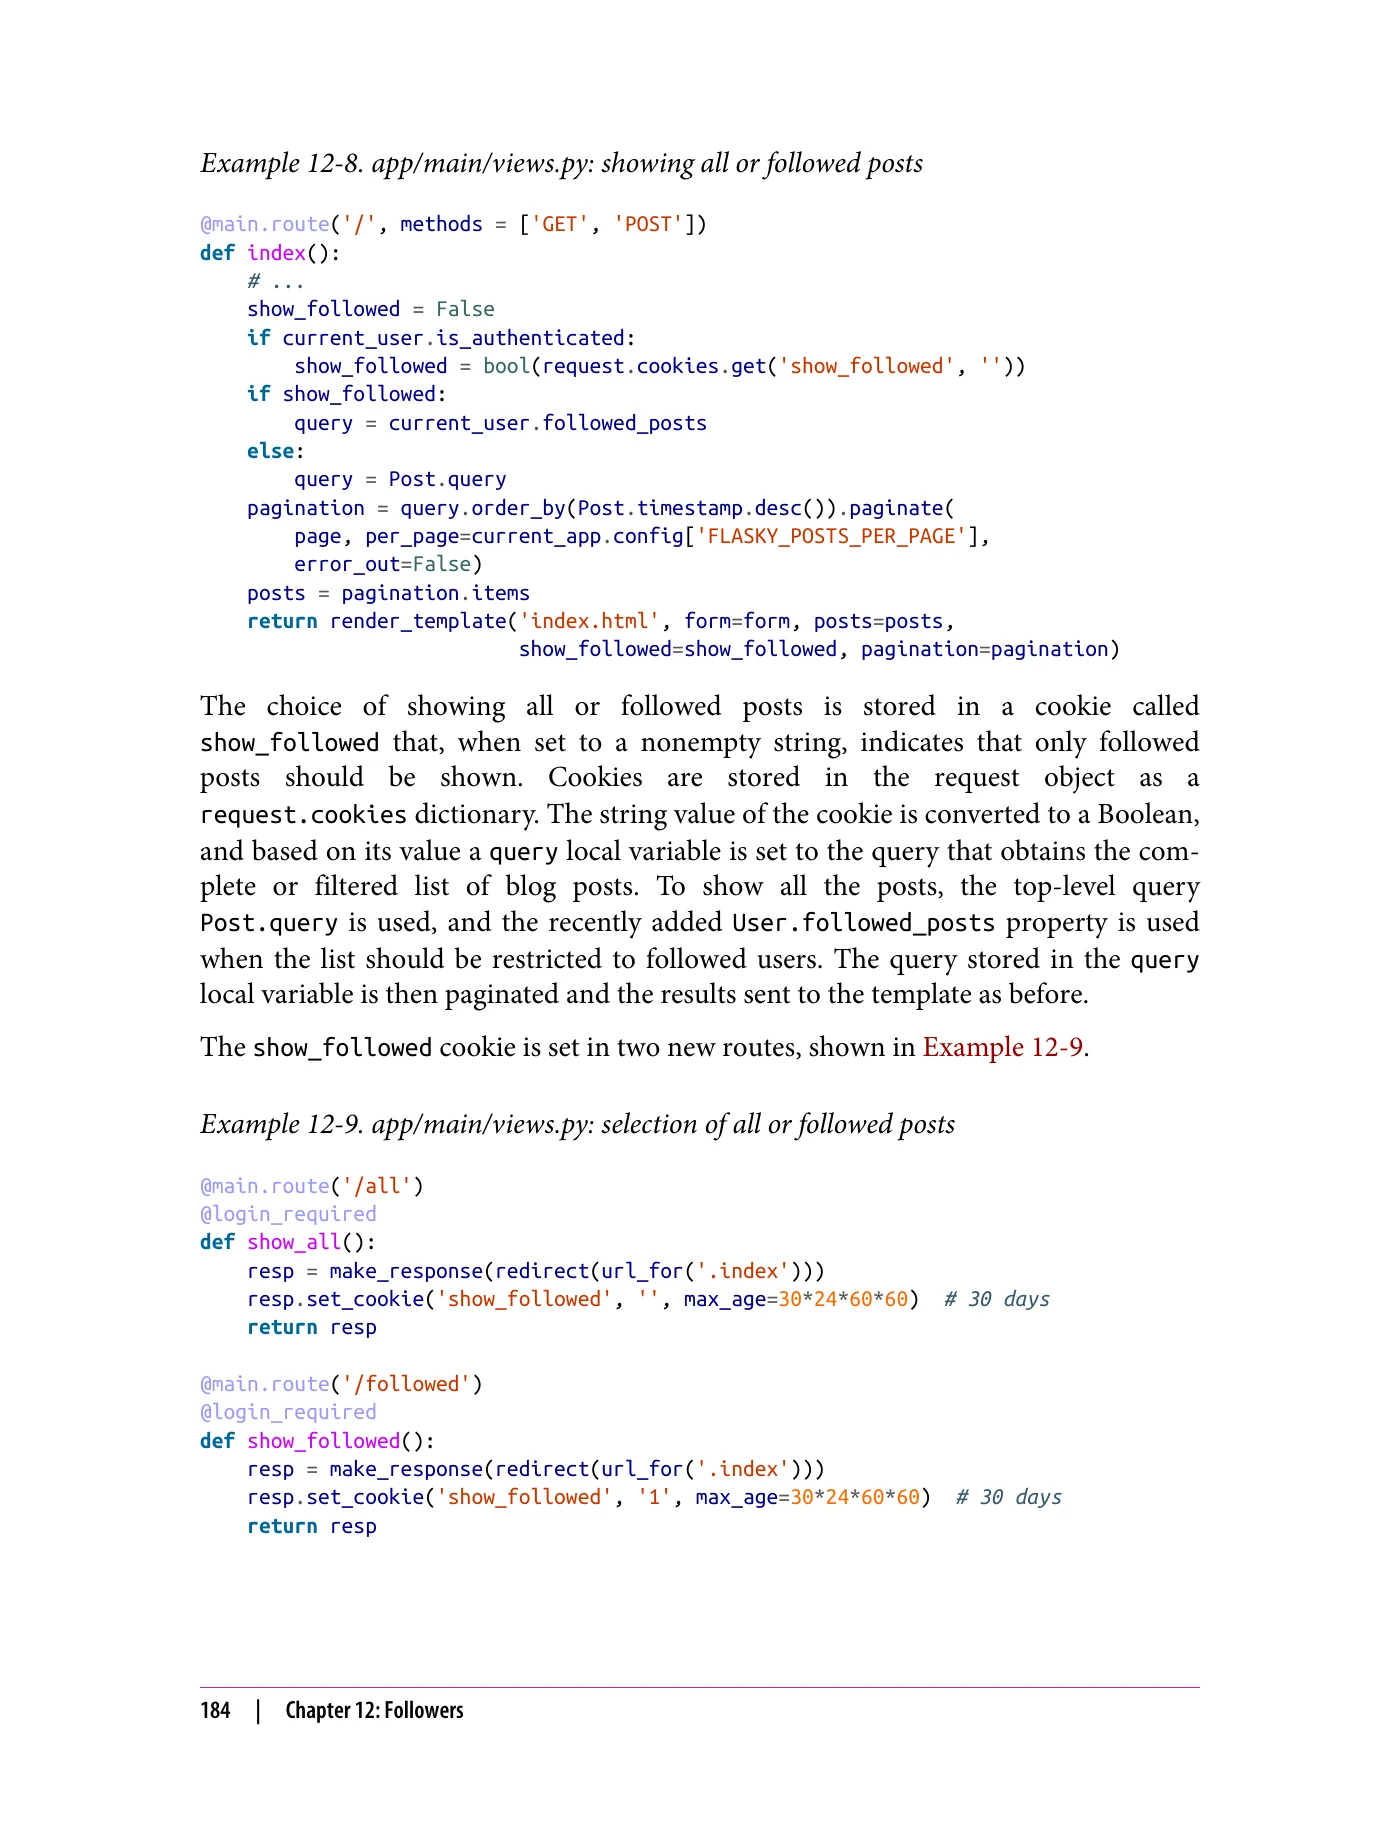 Example 12-8. app/main/views.py: showing all or followed posts
@main.route('/', methods = ['GET', 'POST'])
def index():
    # ...
    show_followed = False
    if current_user.is_authenticated:
        show_followed = bool(request.cookies.get('show_followed', ''))
    if show_followed:
        query = current_user.followed_posts
    else:
        query = Post.query
    pagination = query.order_by(Post.timestamp.desc()).paginate(
        page, per_page=current_app.config['FLASKY_POSTS_PER_PAGE'],
        error_out=False)
    posts = pagination.items
    return render_template('index.html', form=form, posts=posts,
                           show_followed=show_followed, pagination=pagination)
The choice of showing all or followed posts is stored in a cookie called
show_followed that, when set to a nonempty string, indicates that only followed
posts should be shown. Cookies are stored in the request object as a
request.cookies dictionary. The string value of the cookie is converted to a Boolean,
and based on its value a query local variable is set to the query that obtains the com-
plete or filtered list of blog posts. To show all the posts, the top-level query
Post.query is used, and the recently added User.followed_posts property is used
when the list should be restricted to followed users. The query stored in the query
local variable is then paginated and the results sent to the template as before.
The show_followed cookie is set in two new routes, shown in Example 12-9.
Example 12-9. app/main/views.py: selection of all or followed posts
@main.route('/all')
@login_required
def show_all():
    resp = make_response(redirect(url_for('.index')))
    resp.set_cookie('show_followed', '', max_age=30*24*60*60)  # 30 days
    return resp
@main.route('/followed')
@login_required
def show_followed():
    resp = make_response(redirect(url_for('.index')))
    resp.set_cookie('show_followed', '1', max_age=30*24*60*60)  # 30 days
    return resp
184 | Chapter 12: Followers